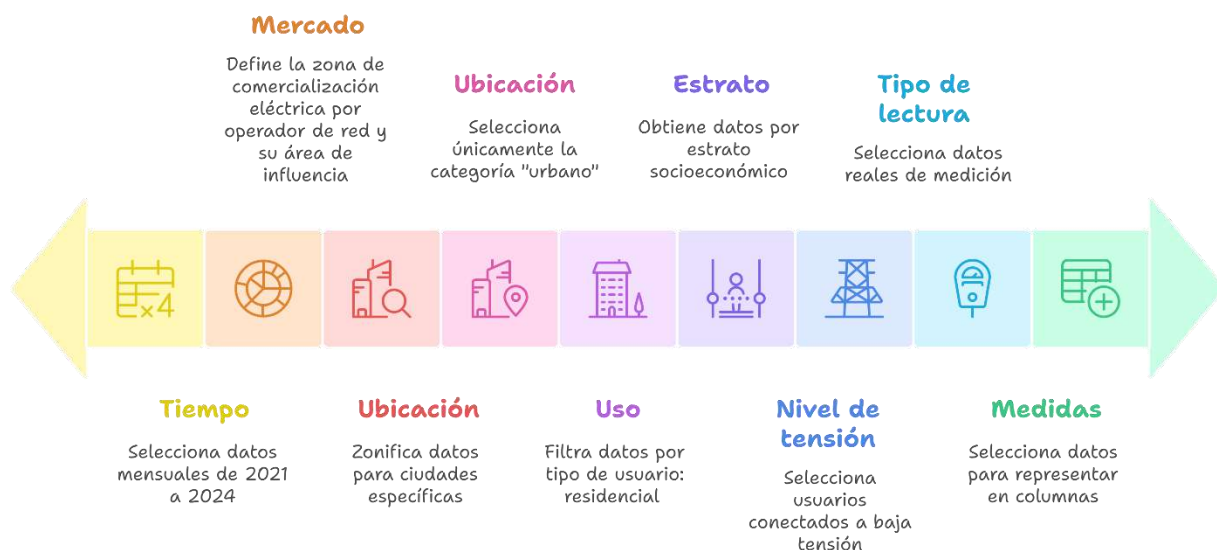 Mercado
Define la zona de
comercialización
eléctrica por
operador de red y
su área de
influencia
Ubicación
Selecciona
únicamente la
categoría "urbano"
Estrato
Obtiene datos por
estrato
socioeconómico
Tipo de
lectura
Selecciona datos
reales de medición
×4
Tiempo
Selecciona datos
mensuales de 2021
a 2024
Ubicación
Zonifica datos
para ciudades
específicas
Uso
Filtra datos por
tipo de usuario:
residencial
Nivel de
tensión
Selecciona
usuarios
conectados a baja
tensión
Medidas
Selecciona datos
para representar
en columnas